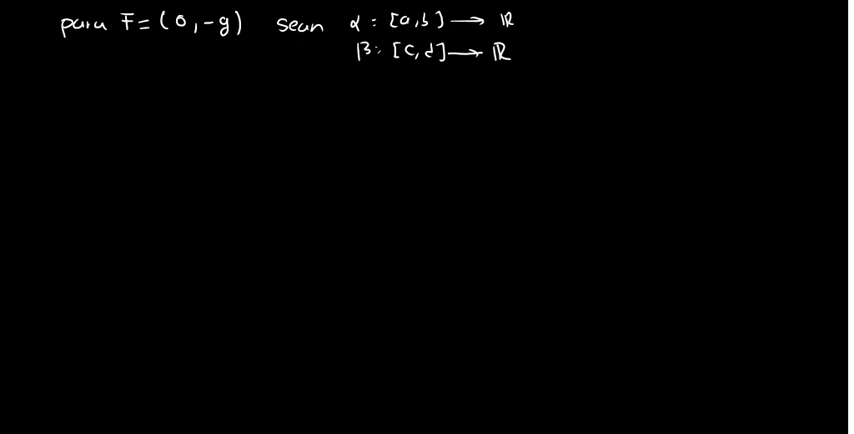 para F = (0, -g) sean α : [a, b] → ℝ
β : [c, d] → ℝ